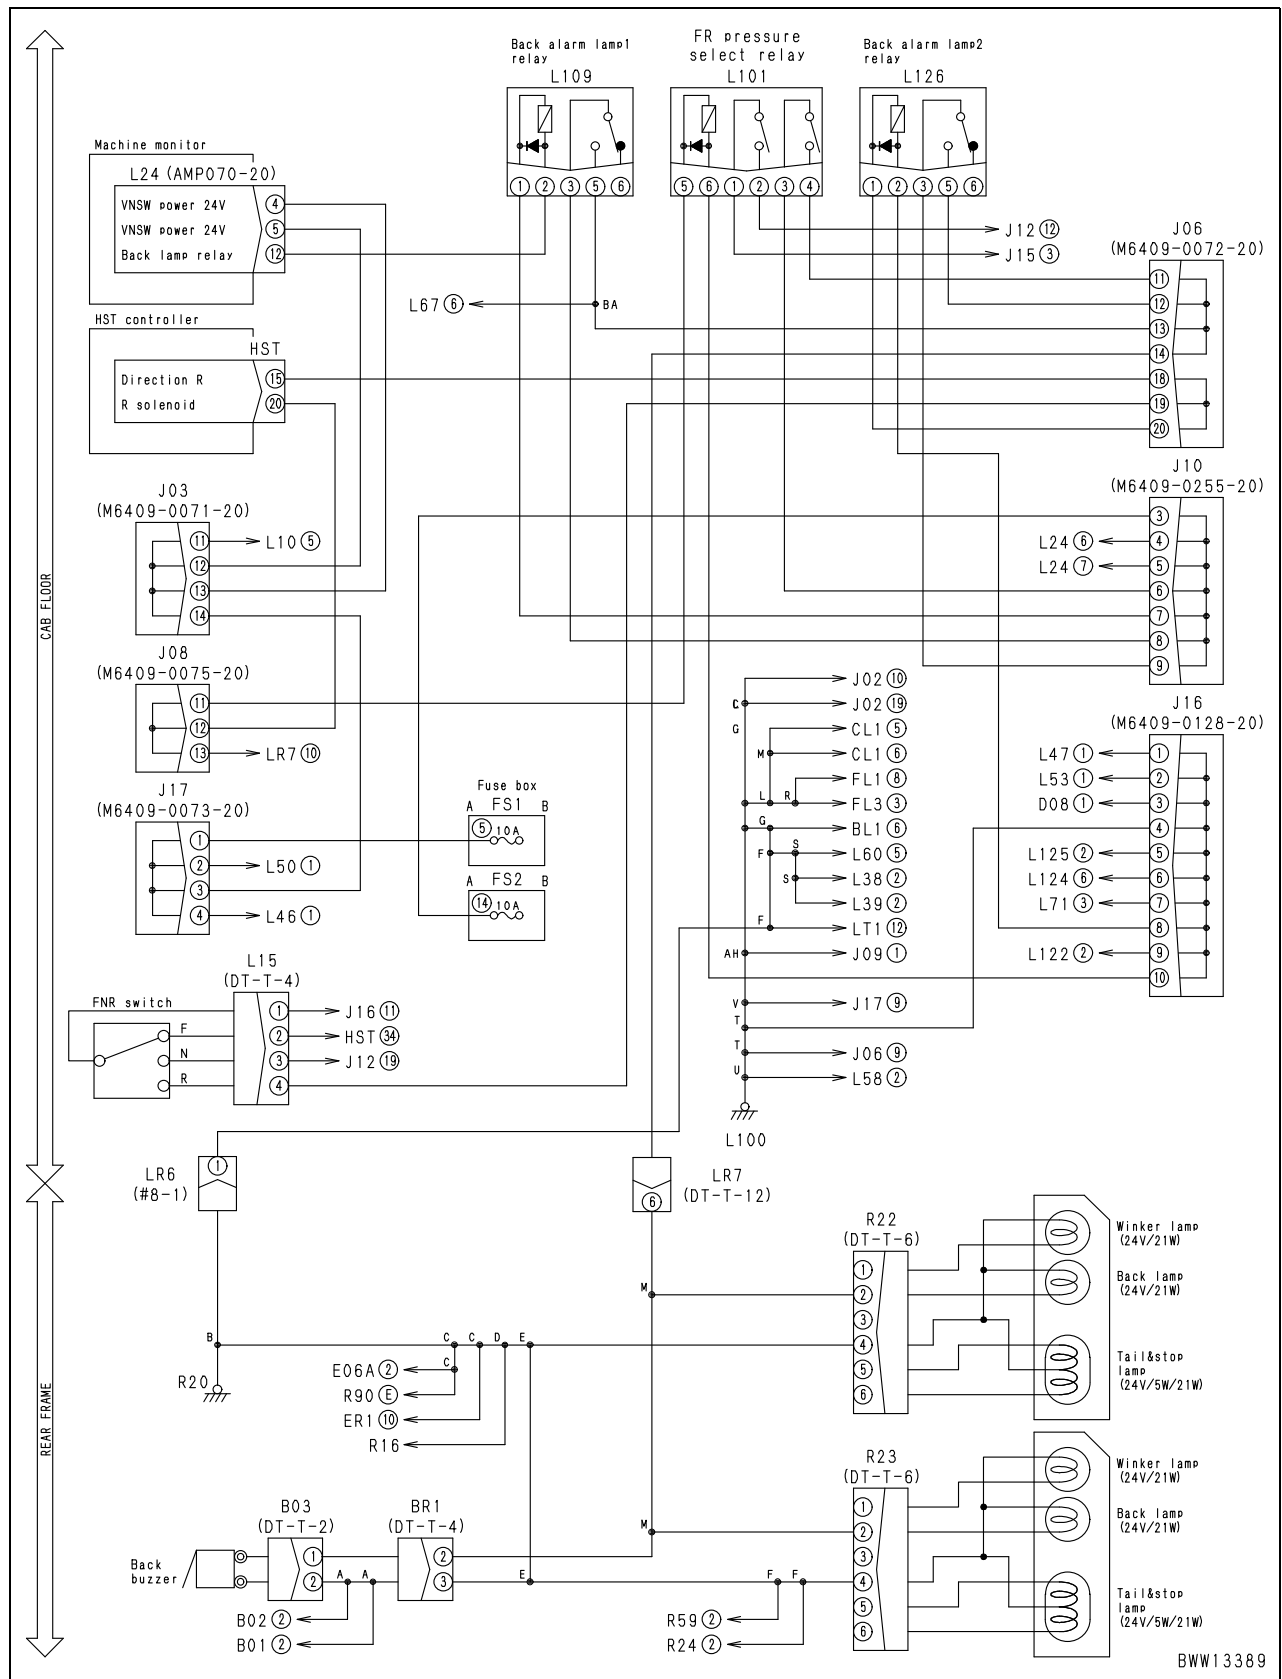 Back alarm lamp1
relay
L109
① ② ③ ⑤ ⑥
FR pressure
select relay
L101
⑤ ⑥ ① ② ③ ④
Back alarm lamp2
relay
L126
① ② ③ ⑤ ⑥
Machine monitor
L24 (AMP070-20)
VNSW power 24V ④
VNSW power 24V ⑤
Back lamp relay ⑫
HST controller
HST
Direction R ⑮
R solenoid ⑳
L67 ⑥
BA
J12 ⑫
J15 ③
J06
(M6409-0072-20)
⑪
⑫
⑬
⑭
⑱
⑲
⑳
J03
(M6409-0071-20)
⑪ L10 ⑤
⑫
⑬
⑭
J10
(M6409-0255-20)
③
L24 ⑥ ④
L24 ⑦ ⑤
⑥
⑦
⑧
⑨
CAB FLOOR
J08
(M6409-0075-20)
⑪
⑫
⑬ LR7 ⑩
J17
(M6409-0073-20)
①
② L50 ①
③
④ L46 ①
Fuse box
A FS1 B
⑤ 10A
A FS2 B
⑭ 10A
J02 ⑩
C J02 ⑲
G CL1 ⑤
M CL1 ⑥
FL1 ⑧
L R FL3 ③
G BL1 ⑥
F S L60 ⑤
S L38 ②
L39 ②
F LT1 ⑫
AH J09 ①
V J17 ⑨
T
T J06 ⑨
U L58 ②
L100
J16
(M6409-0128-20)
L47 ① ①
L53 ① ②
D08 ① ③
④
L125 ② ⑤
L124 ⑥ ⑥
L71 ③ ⑦
⑧
L122 ② ⑨
⑩
L15
(DT-T-4)
FNR switch
① J16 ⑪
F ② HST ㉞
N ③ J12 ⑲
R ④
LR6
(#8-1)
①
LR7
(DT-T-12)
⑥
REAR FRAME
R22
(DT-T-6)
①
②
③
④
⑤
⑥
Winker lamp
(24V/21W)
Back lamp
(24V/21W)
Tail&stop
lamp
(24V/5W/21W)
M
B C C D E
C
E06A ②
R90 Ⓔ
ER1 ⑩
R16
R20
R23
(DT-T-6)
①
②
③
④
⑤
⑥
Winker lamp
(24V/21W)
Back lamp
(24V/21W)
Tail&stop
lamp
(24V/5W/21W)
M
E F F
R59 ②
R24 ②
B03
(DT-T-2)
①
②
BR1
(DT-T-4)
②
③
Back
buzzer
A A
B02 ②
B01 ②
BWW13389